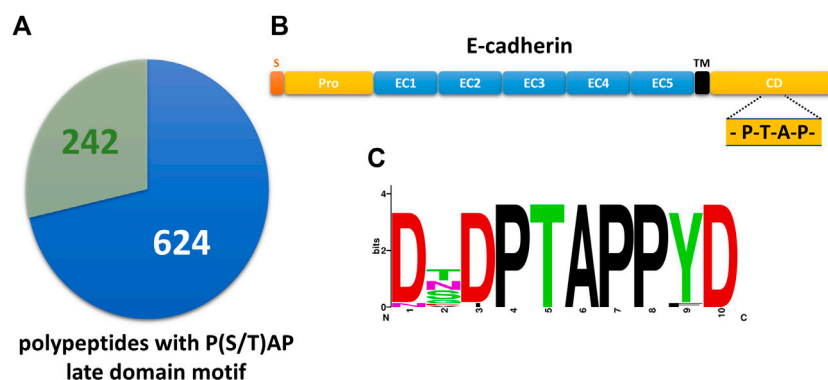 A
242
624
polypeptides with P(S/T)AP
late domain motif
B
E-cadherin
S
Pro
EC1
EC2
EC3
EC4
EC5
TM
CD
- P-T-A-P-
C
4
2
0
bits
DPTAPPYD
D
T
N
S
N
1
2
3
4
5
6
7
8
9
10
C